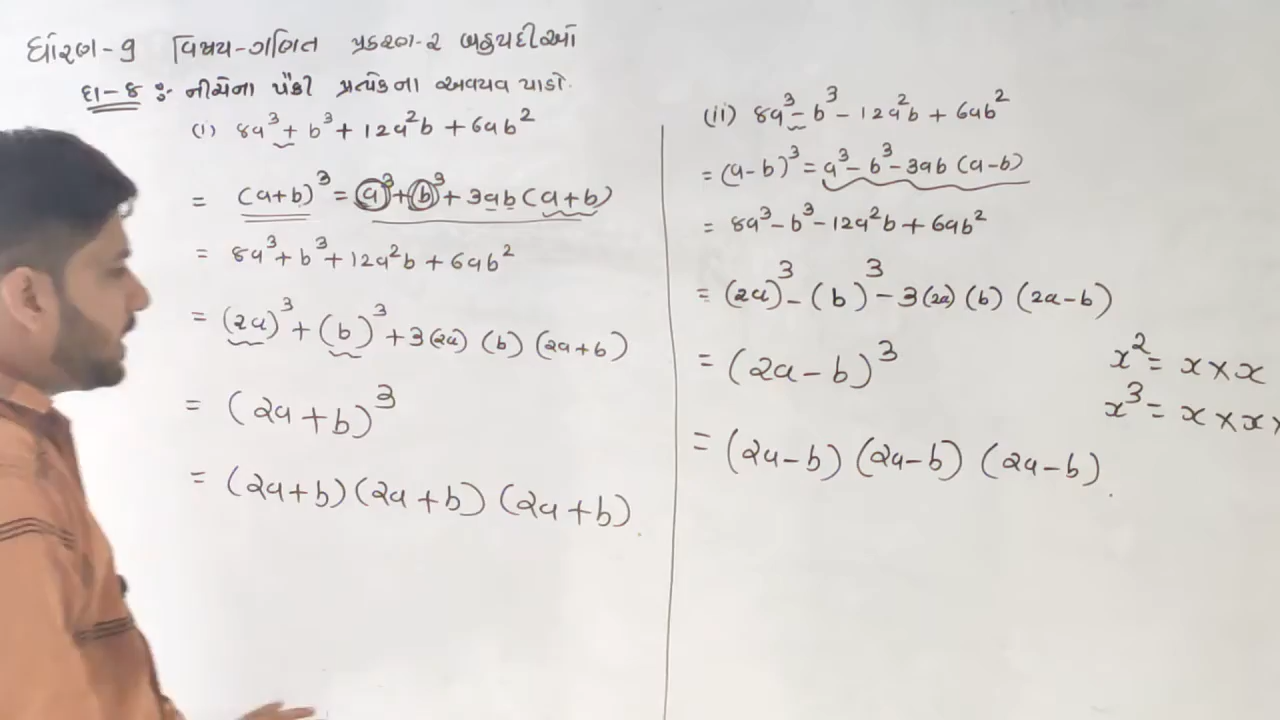 ધોરણ-9 વિષય-ગણિત પ્રકરણ-૨ બહુપદીઓ
દા-8 :- નીચેના પૈકી પ્રત્યેકના અવયવ પાડો.
(i) 8a³ + b³ + 12a²b + 6ab²
= (a+b)³ = a³ + b³ + 3ab (a+b)
= 8a³ + b³ + 12a²b + 6ab²
= (2a)³ + (b)³ + 3(2a) (b) (2a+b)
= (2a+b)³
= (2a+b) (2a+b) (2a+b).
(ii) 8a³ - b³ - 12a²b + 6ab²
= (a-b)³ = a³ - b³ - 3ab (a-b)
= 8a³ - b³ - 12a²b + 6ab²
= (2a)³ - (b)³ - 3(2a) (b) (2a-b)
= (2a-b)³
= (2a-b) (2a-b) (2a-b).
x² = x × x
x³ = x × x ×